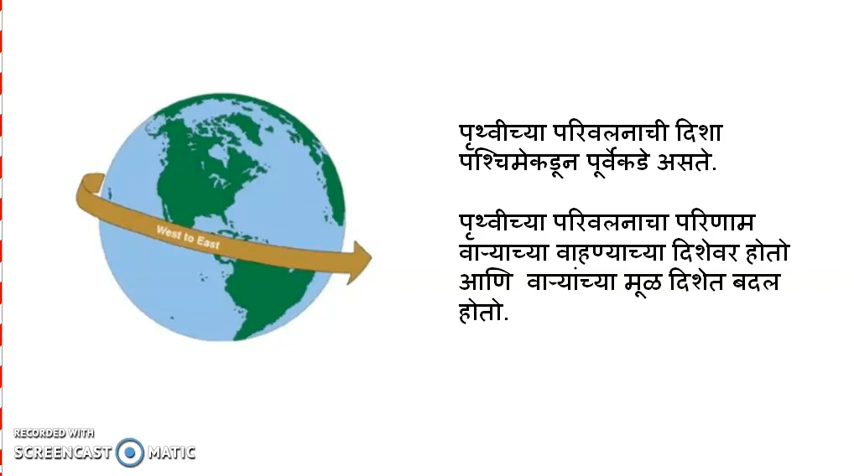 पृथ्वीच्या परिवलनाची दिशा
पश्चिमेकडून पूर्वेकडे असते.
पृथ्वीच्या परिवलनाचा परिणाम
वाऱ्याच्या वाहण्याच्या दिशेवर होतो
आणि वाऱ्यांच्या मूळ दिशेत बदल
होतो.
West to East
RECORDED WITH
SCREENCAST MATIC